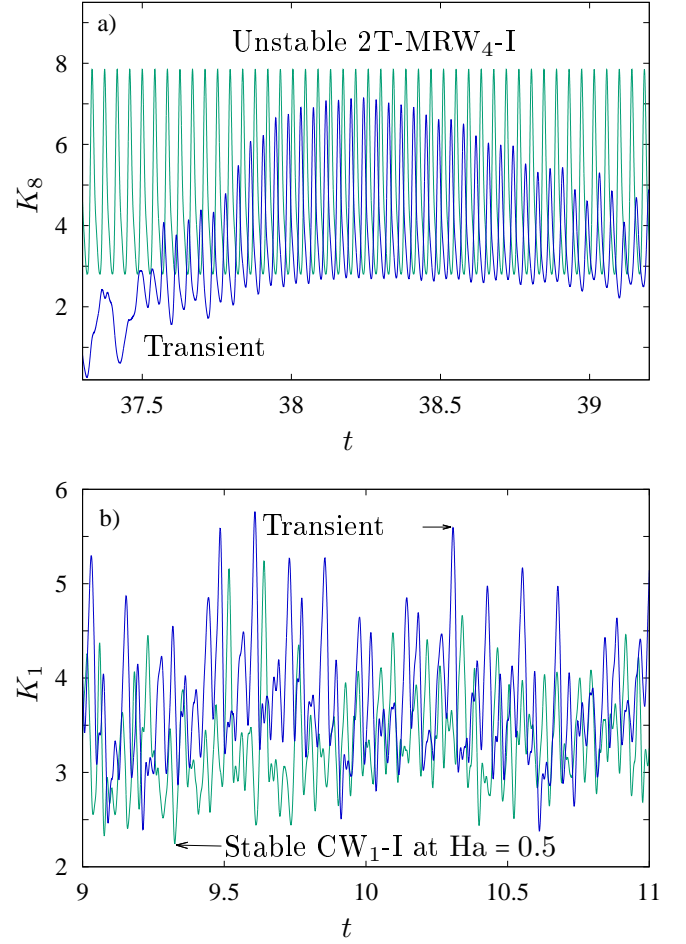 a)
Unstable 2T-MRW₄-I
8
6
4
2
K₈
Transient
37.5 38 38.5 39
t
6
b)
Transient
5
4
3
2
K₁
Stable CW₁-I at Ha = 0.5
9 9.5 10 10.5 11
t